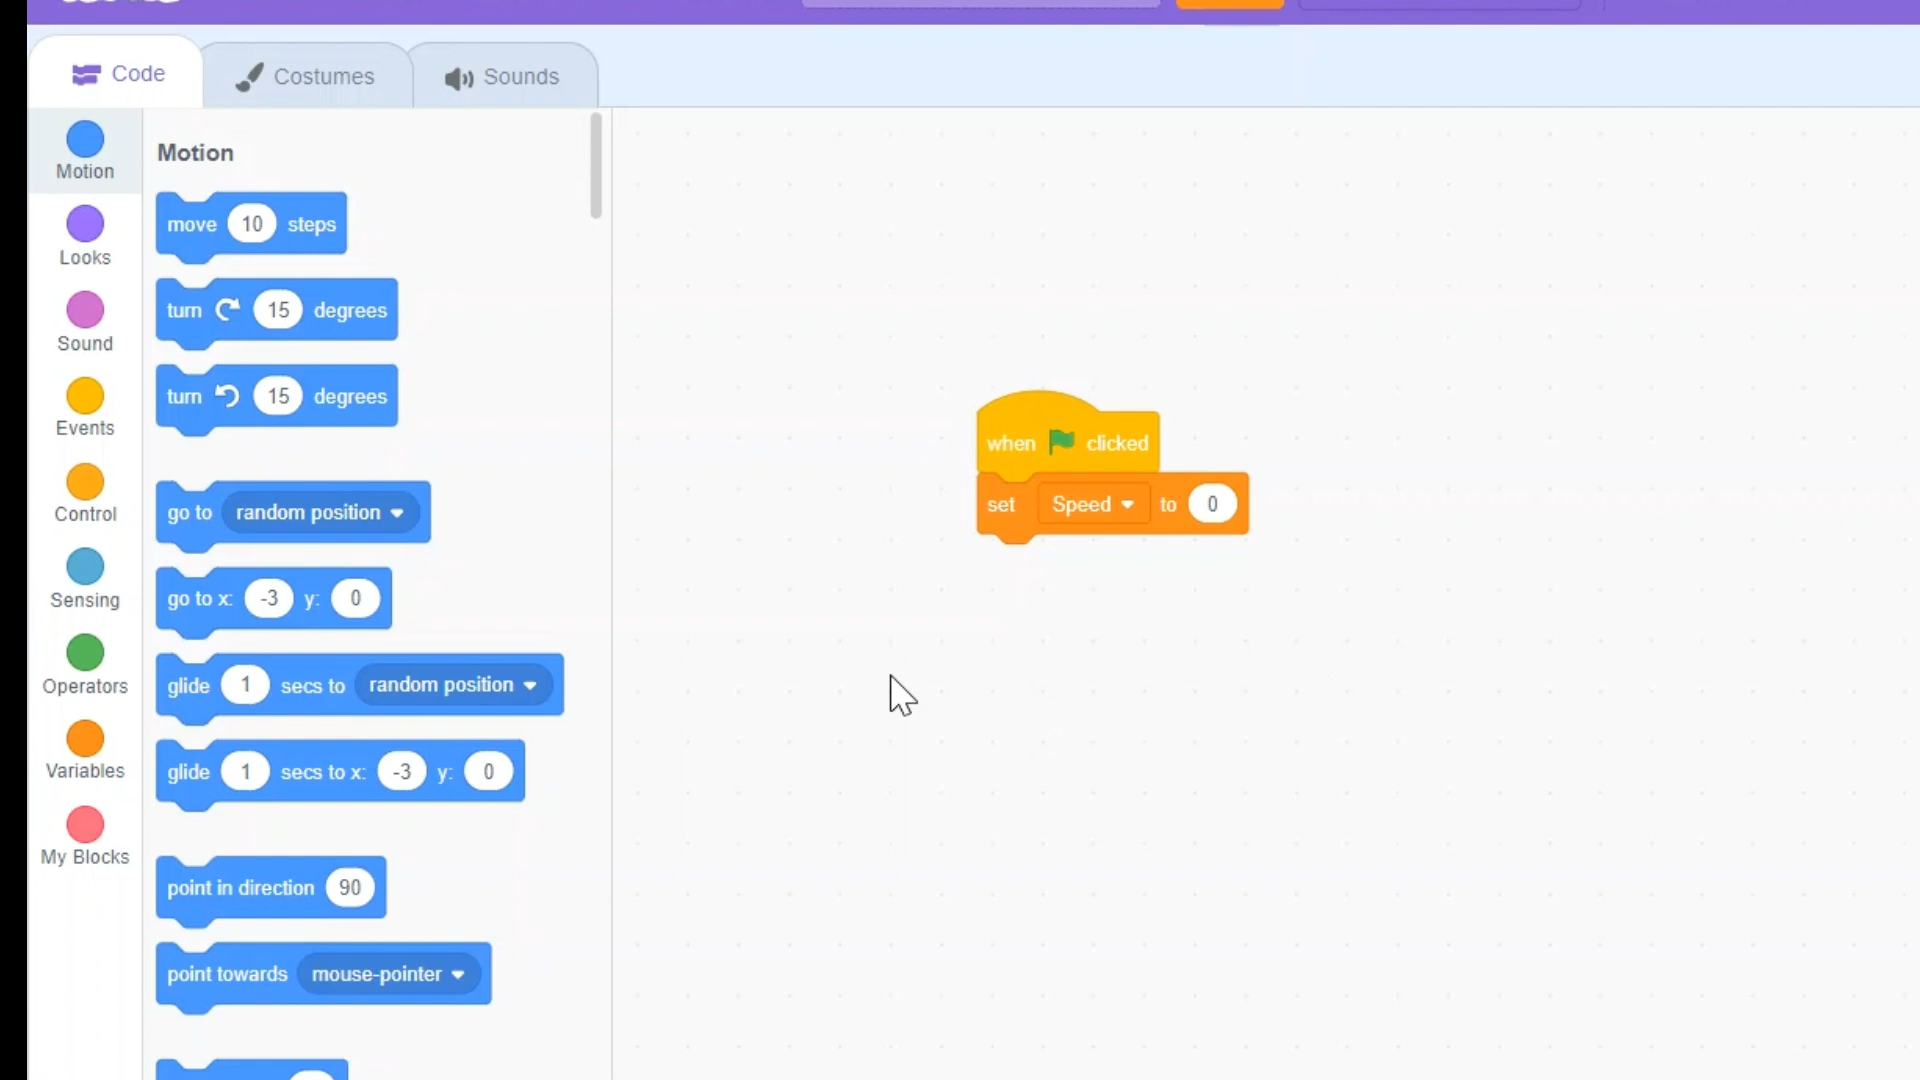 Code
Costumes
Sounds
Motion
Looks
Sound
Events
Control
Sensing
Operators
Variables
My Blocks
Motion
move 10 steps
turn 15 degrees
turn 15 degrees
go to random position
go to x: -3 y: 0
glide 1 secs to random position
glide 1 secs to x: -3 y: 0
point in direction 90
point towards mouse-pointer
when clicked
set Speed to 0